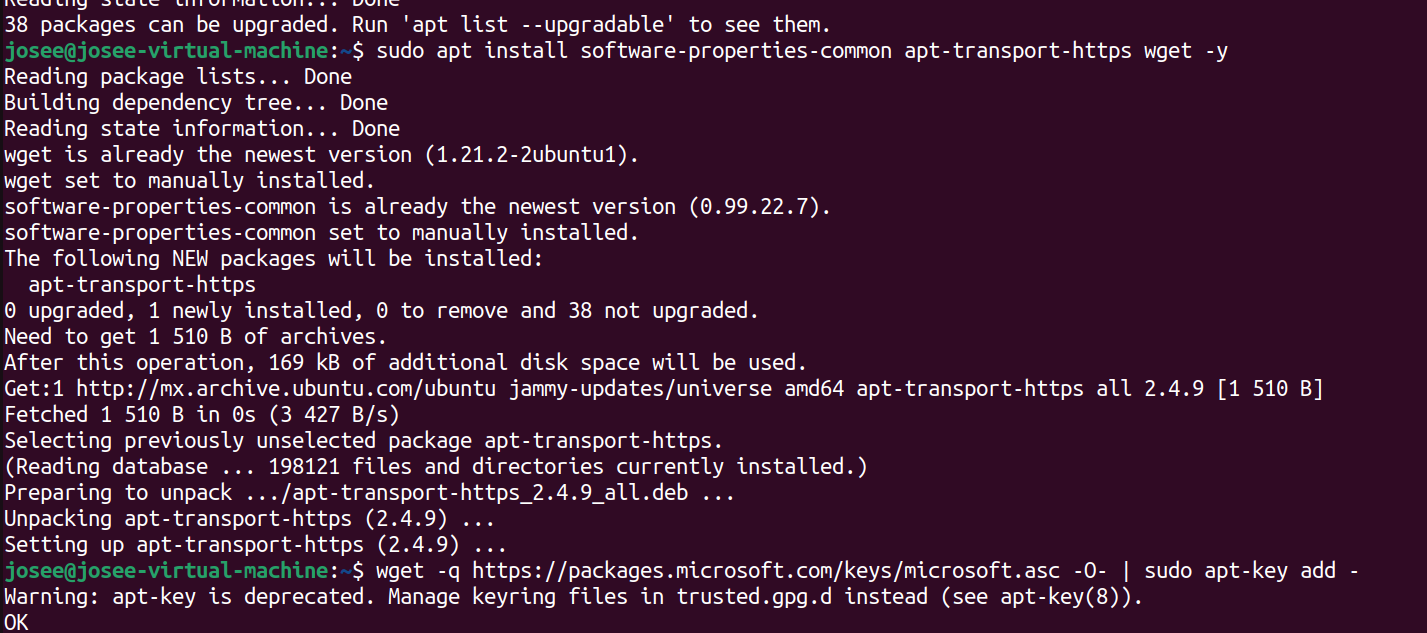 Reading state information... Done
38 packages can be upgraded. Run 'apt list --upgradable' to see them.
josee@josee-virtual-machine:~$ sudo apt install software-properties-common apt-transport-https wget -y
Reading package lists... Done
Building dependency tree... Done
Reading state information... Done
wget is already the newest version (1.21.2-2ubuntu1).
wget set to manually installed.
software-properties-common is already the newest version (0.99.22.7).
software-properties-common set to manually installed.
The following NEW packages will be installed:
  apt-transport-https
0 upgraded, 1 newly installed, 0 to remove and 38 not upgraded.
Need to get 1 510 B of archives.
After this operation, 169 kB of additional disk space will be used.
Get:1 http://mx.archive.ubuntu.com/ubuntu jammy-updates/universe amd64 apt-transport-https all 2.4.9 [1 510 B]
Fetched 1 510 B in 0s (3 427 B/s)
Selecting previously unselected package apt-transport-https.
(Reading database ... 198121 files and directories currently installed.)
Preparing to unpack .../apt-transport-https_2.4.9_all.deb ...
Unpacking apt-transport-https (2.4.9) ...
Setting up apt-transport-https (2.4.9) ...
josee@josee-virtual-machine:~$ wget -q https://packages.microsoft.com/keys/microsoft.asc -O- | sudo apt-key add -
Warning: apt-key is deprecated. Manage keyring files in trusted.gpg.d instead (see apt-key(8)).
OK